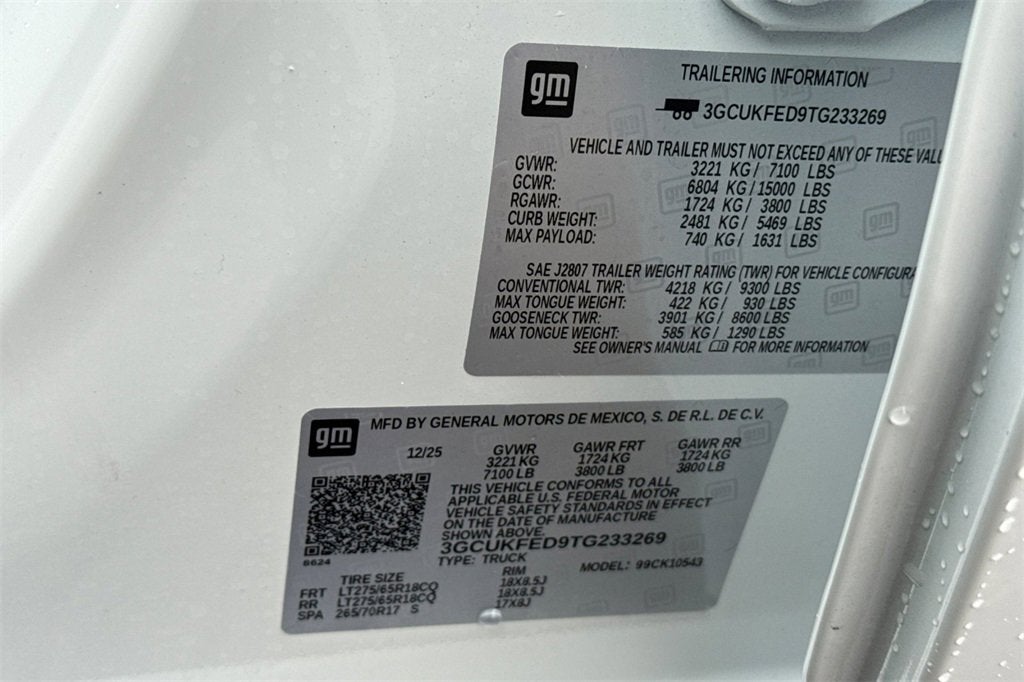 gm
TRAILERING INFORMATION
3GCUKFED9TG233269
VEHICLE AND TRAILER MUST NOT EXCEED ANY OF THESE VALU
GVWR: 3221 KG / 7100 LBS
GCWR: 6804 KG / 15000 LBS
RGAWR: 1724 KG / 3800 LBS
CURB WEIGHT: 2481 KG / 5469 LBS
MAX PAYLOAD: 740 KG / 1631 LBS
SAE J2807 TRAILER WEIGHT RATING (TWR) FOR VEHICLE CONFIGURA
CONVENTIONAL TWR: 4218 KG / 9300 LBS
MAX TONGUE WEIGHT: 422 KG / 930 LBS
GOOSENECK TWR: 3901 KG / 8600 LBS
MAX TONGUE WEIGHT: 585 KG / 1290 LBS
SEE OWNER'S MANUAL FOR MORE INFORMATION
gm
MFD BY GENERAL MOTORS DE MEXICO, S. DE R.L. DE C.V.
12/25 GVWR GAWR FRT GAWR RR
3221 KG 1724 KG 1724 KG
7100 LB 3800 LB 3800 LB
THIS VEHICLE CONFORMS TO ALL
APPLICABLE U.S. FEDERAL MOTOR
VEHICLE SAFETY STANDARDS IN EFFECT
ON THE DATE OF MANUFACTURE
SHOWN ABOVE.
3GCUKFED9TG233269
S624
TYPE: TRUCK MODEL: 99CK10543
TIRE SIZE RIM
FRT LT275/65R18CQ 18X8.5J
RR LT275/65R18CQ 18X8.5J
SPA 265/70R17 S 17X8J